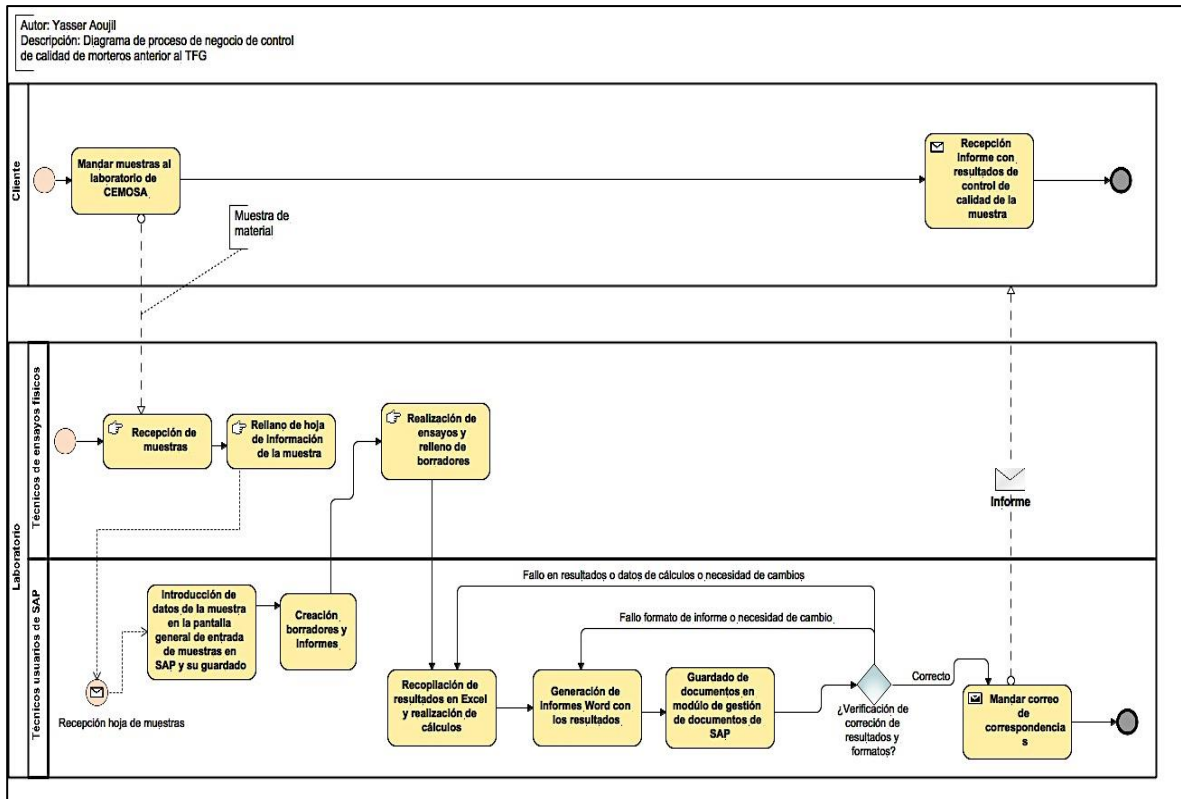 Autor: Yasser Aoujil
Descripción: Diagrama de proceso de negocio de control
de calidad de morteros anterior al TFG
Cliente
Mandar muestras al
laboratorio de
CEMOSA
Muestra de
material
Recepción
Informe con
resultados de
control de
calidad de la
muestra
Laboratorio
Técnicos de ensayos físicos
Recepción de
muestras
Rellano de hoja
de información
de la muestra
Realización de
ensayos y
relleno de
borradores
Informe
Técnicos usuarios de SAP
Recepción hoja de muestras
Introducción de
datos de la muestra
en la pantalla
general de entrada
de muestras en
SAP y su guardado
Creación
borradores y
Informes
Fallo en resultados o datos de cálculos o necesidad de cambios
Fallo formato de informe o necesidad de cambio
Recopilación de
resultados en Excel
y realización de
cálculos
Generación de
informes Word con
los resultados
Guardado de
documentos en
modúlo de gestión
de documentos de
SAP
¿Verificación de
correción de
resultados y
formatos?
Correcto
Mandar correo de
correspondencia
s